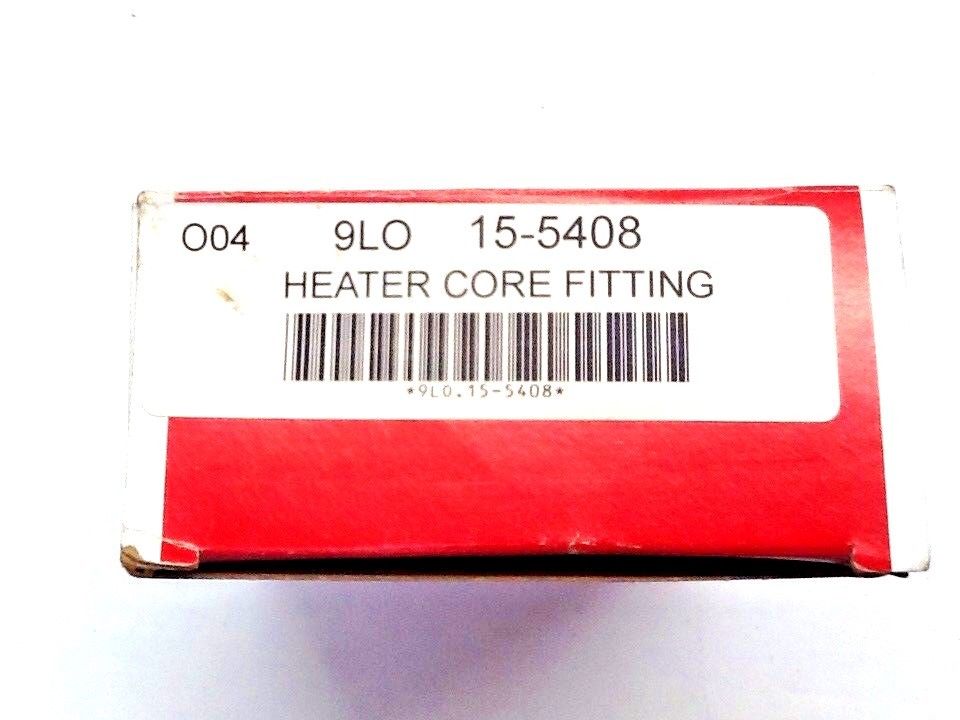 O04 9LO 15-5408
HEATER CORE FITTING
*9LO.15-5408*